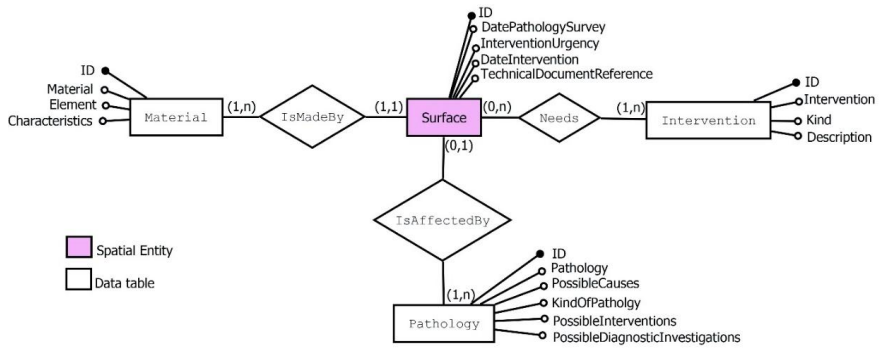 ID
DatePathologySurvey
InterventionUrgency
DateIntervention
TechnicalDocumentReference
ID
Material
Element
Characteristics
Material
(1,n)
IsMadeBy
(1,1)
Surface
(0,n)
Needs
(1,n)
Intervention
ID
Intervention
Kind
Description
(0,1)
IsAffectedBy
Spatial Entity
Data table
(1,n)
Pathology
ID
Pathology
PossibleCauses
KindOfPatholgy
PossibleInterventions
PossibleDiagnosticInvestigations